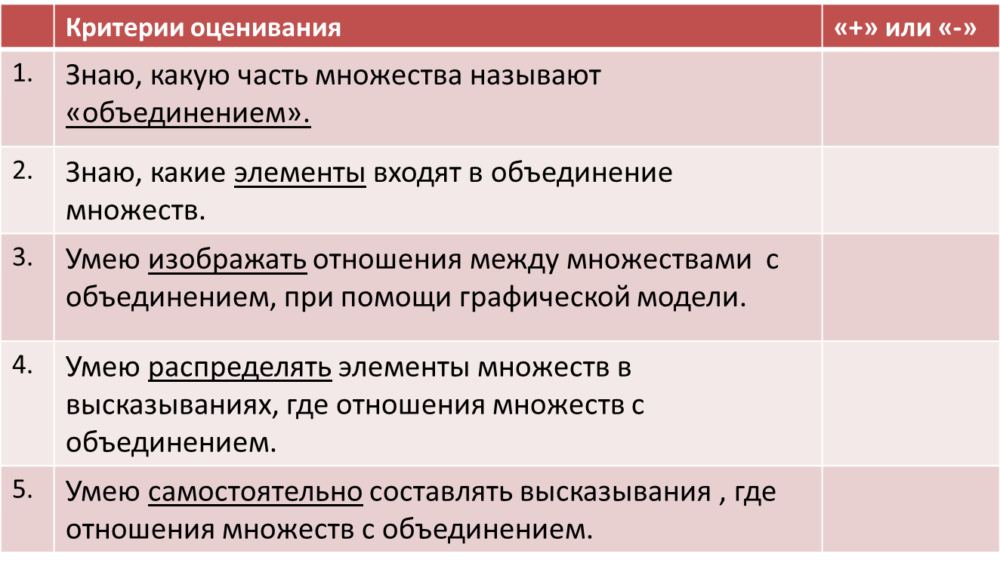 Критерии оценивания «+» или «-»
1. Знаю, какую часть множества называют
«объединением».
2. Знаю, какие элементы входят в объединение
множеств.
3. Умею изображать отношения между множествами с
объединением, при помощи графической модели.
4. Умею распределять элементы множеств в
высказываниях, где отношения множеств с
объединением.
5. Умею самостоятельно составлять высказывания , где
отношения множеств с объединением.